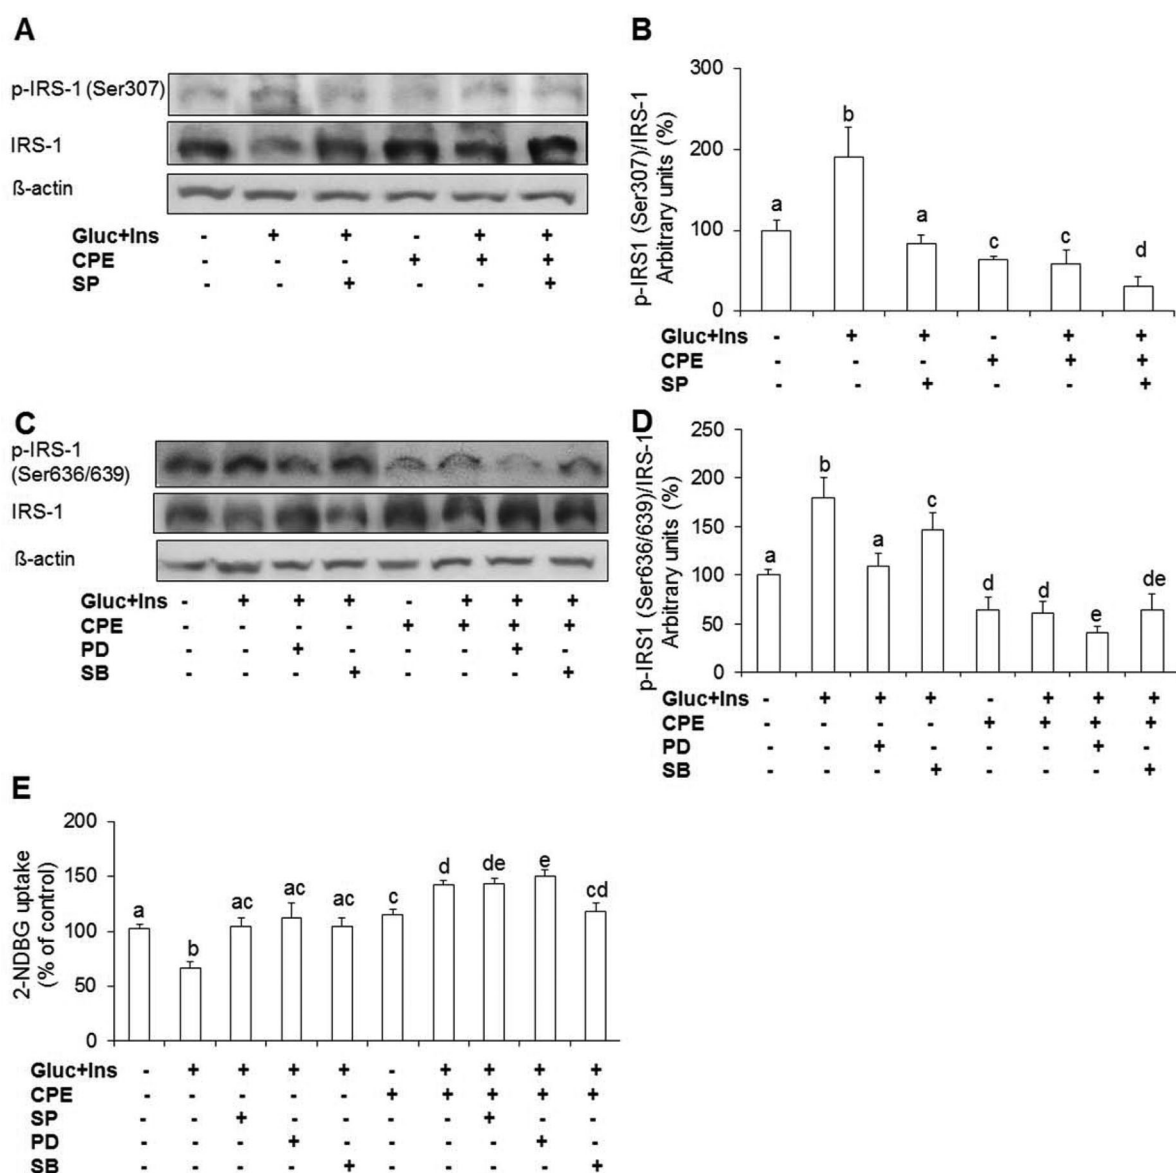 A
p-IRS-1 (Ser307)
IRS-1
ß-actin
Gluc+Ins - + + - + +
CPE - - - + + +
SP - - + - - +
B
p-IRS1 (Ser307)/IRS-1
Arbitrary units (%)
300
200
100
0
a b a c c d
Gluc+Ins - + + - + +
CPE - - - + + +
SP - - + - - +
C
p-IRS-1
(Ser636/639)
IRS-1
ß-actin
Gluc+Ins - + + + - + + +
CPE - - - - + + + +
PD - - + - - - + -
SB - - - + - - - +
D
p-IRS1 (Ser636/639)/IRS-1
Arbitrary units (%)
250
200
150
100
50
0
a b a c d d e de
Gluc+Ins - + + + - + + +
CPE - - - - + + + +
PD - - + - - - + -
SB - - - + - - - +
E
2-NDBG uptake
(% of control)
200
150
100
50
0
a b ac ac ac c d de e cd
Gluc+Ins - + + + + - + + + +
CPE - - - - - + + + + +
SP - - + - - - - + - -
PD - - - + - - - - + -
SB - - - - + - - - - +